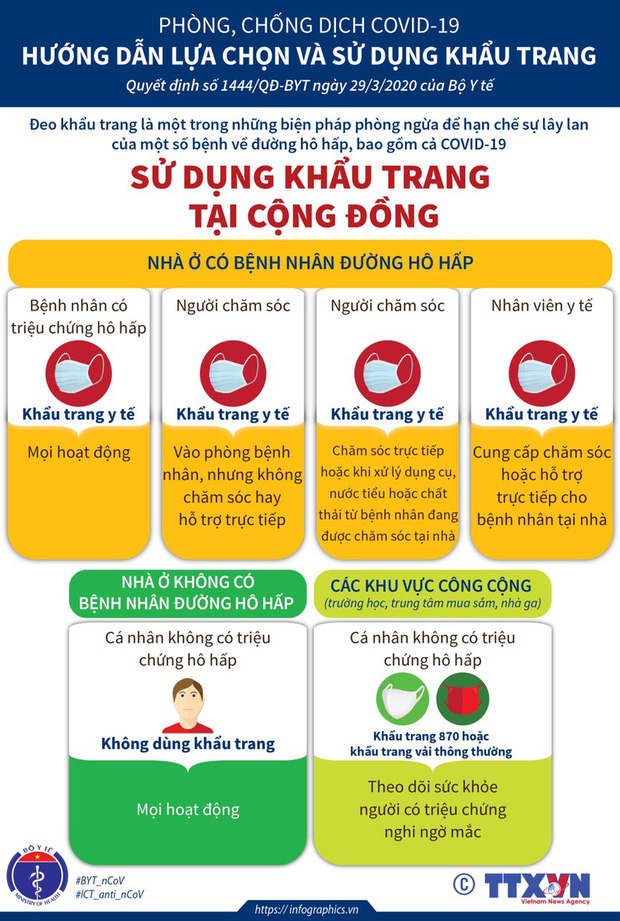 PHÒNG, CHỐNG DỊCH COVID-19
HƯỚNG DẪN LỰA CHỌN VÀ SỬ DỤNG KHẨU TRANG
Quyết định số 1444/QĐ-BYT ngày 29/3/2020 của Bộ Y tế
Đeo khẩu trang là một trong những biện pháp phòng ngừa để hạn chế sự lây lan
của một số bệnh về đường hô hấp, bao gồm cả COVID-19
SỬ DỤNG KHẨU TRANG
TẠI CỘNG ĐỒNG
NHÀ Ở CÓ BỆNH NHÂN ĐƯỜNG HÔ HẤP
Bệnh nhân có
triệu chứng hô hấp
Khẩu trang y tế
Mọi hoạt động
Người chăm sóc
Khẩu trang y tế
Vào phòng bệnh
nhân, nhưng không
chăm sóc hay
hỗ trợ trực tiếp
Người chăm sóc
Khẩu trang y tế
Chăm sóc trực tiếp
hoặc khi xử lý dụng cụ,
nước tiểu hoặc chất
thải từ bệnh nhân đang
được chăm sóc tại nhà
Nhân viên y tế
Khẩu trang y tế
Cung cấp chăm sóc
hoặc hỗ trợ
trực tiếp cho
bệnh nhân tại nhà
NHÀ Ở KHÔNG CÓ
BỆNH NHÂN ĐƯỜNG HÔ HẤP
Cá nhân không có triệu
chứng hô hấp
Không dùng khẩu trang
Mọi hoạt động
CÁC KHU VỰC CÔNG CỘNG
(trường học, trung tâm mua sắm, nhà ga)
Cá nhân không có triệu
chứng hô hấp
Khẩu trang 870 hoặc
khẩu trang vải thông thường
Theo dõi sức khỏe
người có triệu chứng
nghi ngờ mắc
BỘ Y TẾ
MINISTRY OF HEALTH
#BYT_nCoV
#ICT_anti_nCoV
© TTXVN
Vietnam News Agency
https:// infographics.vn